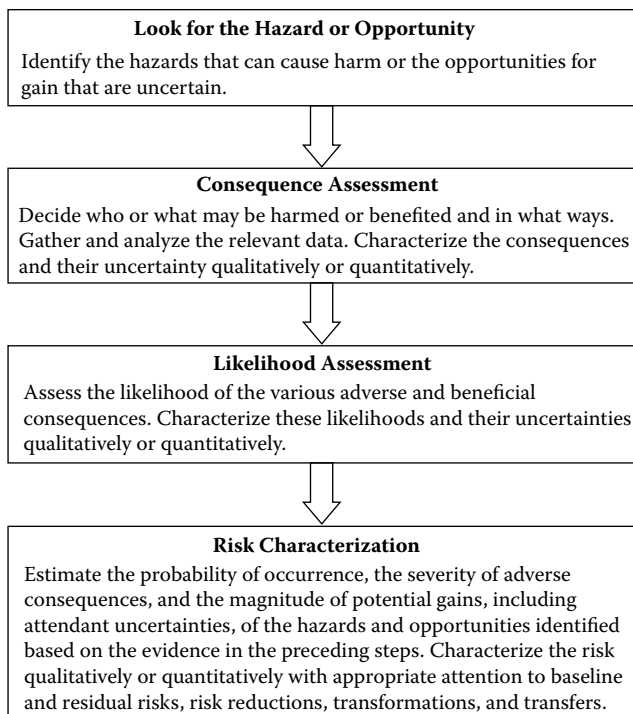 Look for the Hazard or Opportunity
Identify the hazards that can cause harm or the opportunities for
gain that are uncertain.
Consequence Assessment
Decide who or what may be harmed or benefited and in what ways.
Gather and analyze the relevant data. Characterize the consequences
and their uncertainty qualitatively or quantitatively.
Likelihood Assessment
Assess the likelihood of the various adverse and beneficial
consequences. Characterize these likelihoods and their uncertainties
qualitatively or quantitatively.
Risk Characterization
Estimate the probability of occurrence, the severity of adverse
consequences, and the magnitude of potential gains, including
attendant uncertainties, of the hazards and opportunities identified
based on the evidence in the preceding steps. Characterize the risk
qualitatively or quantitatively with appropriate attention to baseline
and residual risks, risk reductions, transformations, and transfers.